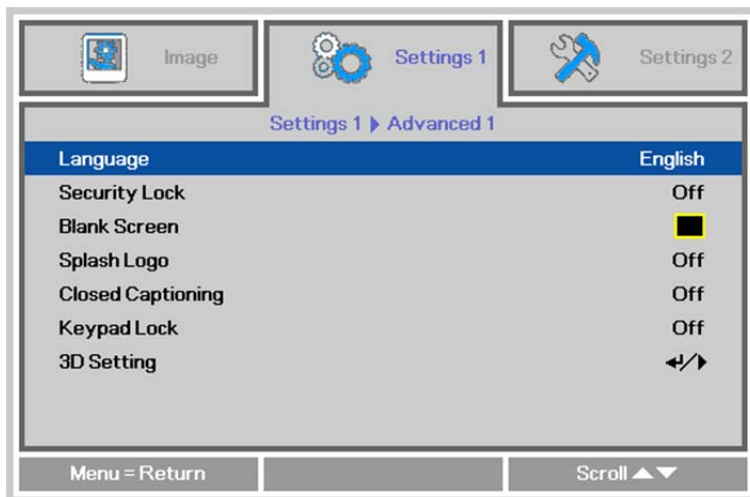 Image
Settings 1
Settings 2
Settings 1 ▶ Advanced 1
Language English
Security Lock Off
Blank Screen
Splash Logo Off
Closed Captioning Off
Keypad Lock Off
3D Setting ↵/▶
Menu = Return Scroll ▲▼